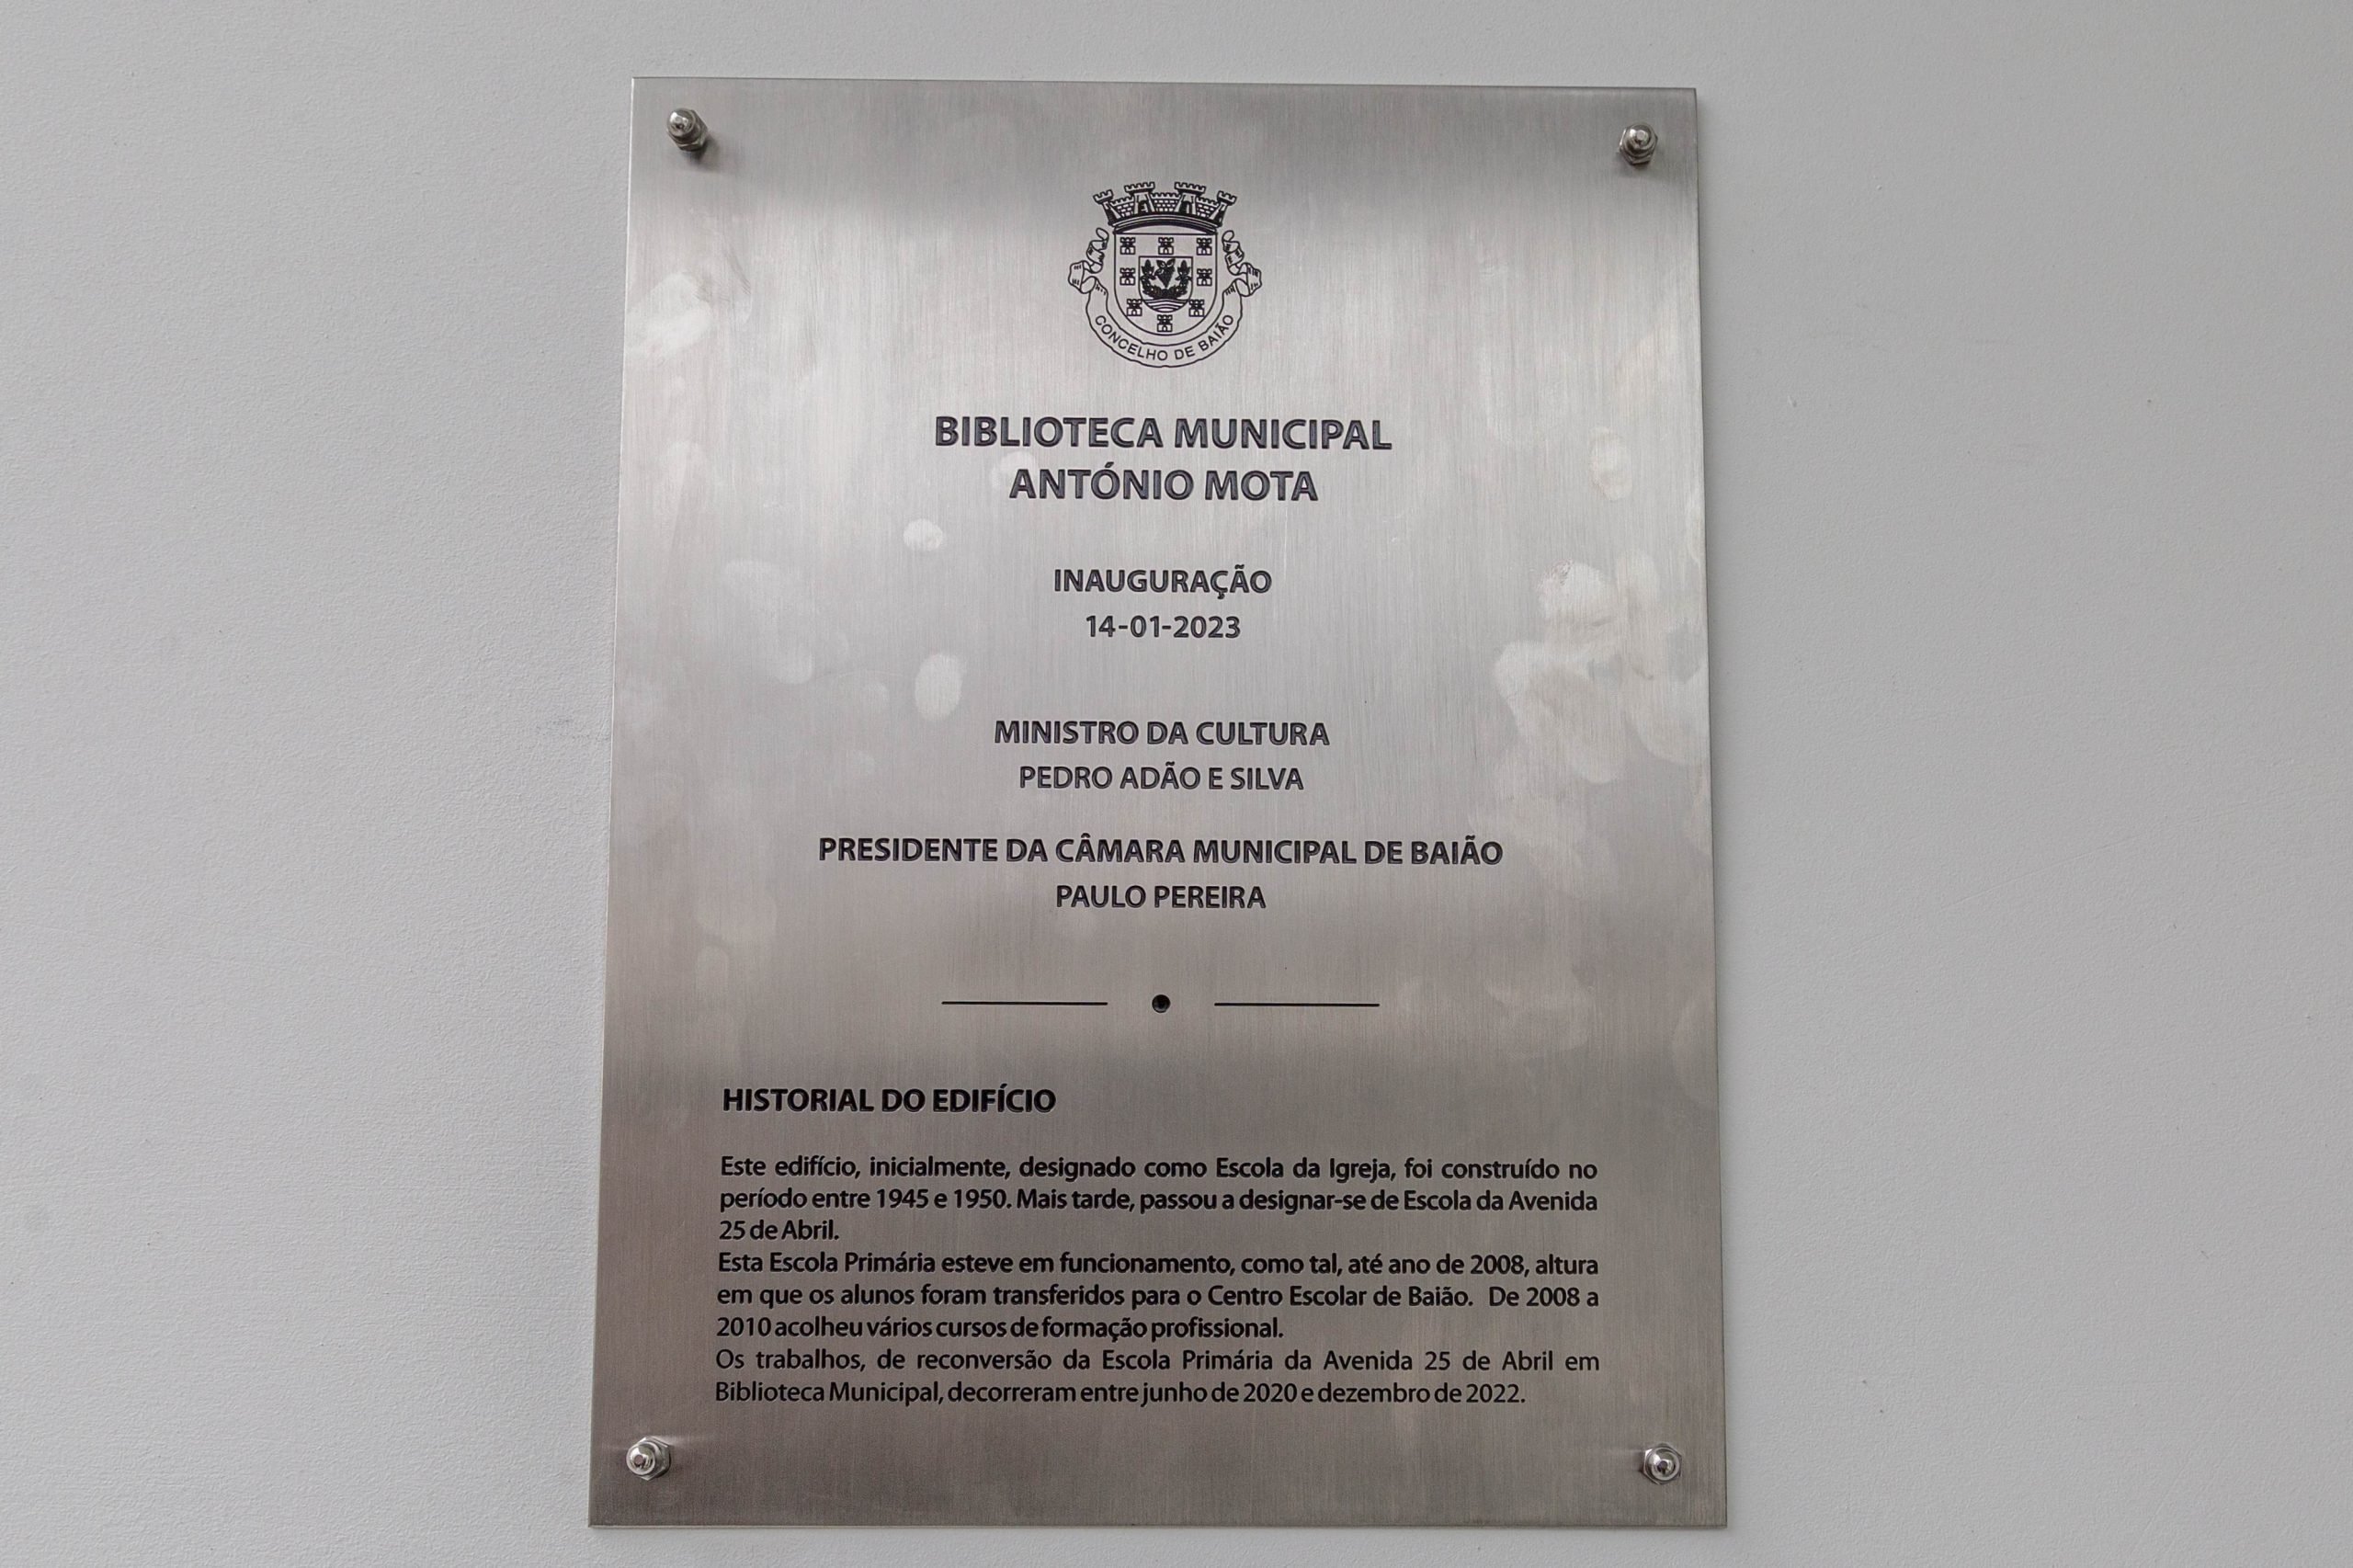 CONCELHO DE BAIÃO
BIBLIOTECA MUNICIPAL
ANTÓNIO MOTA
INAUGURAÇÃO
14-01-2023
MINISTRO DA CULTURA
PEDRO ADÃO E SILVA
PRESIDENTE DA CÂMARA MUNICIPAL DE BAIÃO
PAULO PEREIRA
HISTORIAL DO EDIFÍCIO
Este edifício, inicialmente, designado como Escola da Igreja, foi construído no
período entre 1945 e 1950. Mais tarde, passou a designar-se de Escola da Avenida
25 de Abril.
Esta Escola Primária esteve em funcionamento, como tal, até ano de 2008, altura
em que os alunos foram transferidos para o Centro Escolar de Baião. De 2008 a
2010 acolheu vários cursos de formação profissional.
Os trabalhos, de reconversão da Escola Primária da Avenida 25 de Abril em
Biblioteca Municipal, decorreram entre junho de 2020 e dezembro de 2022.